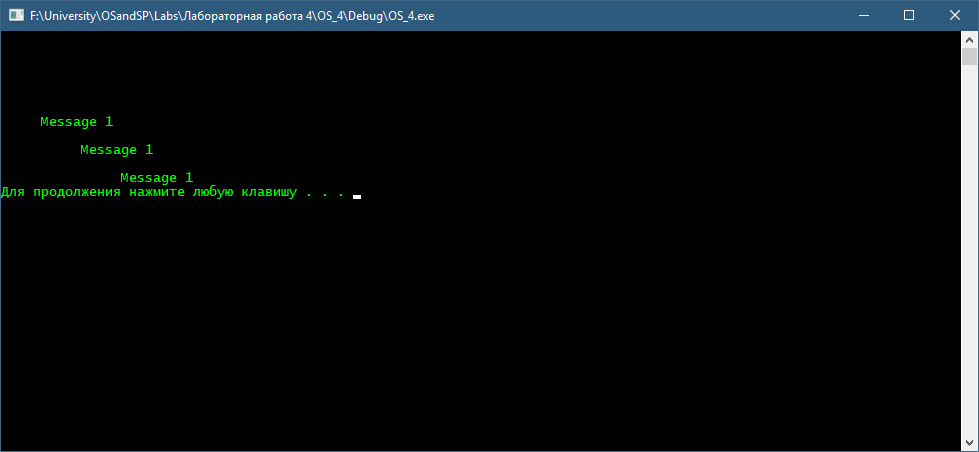 F:\University\OSandSP\Labs\Лабораторная работа 4\OS_4\Debug\OS_4.exe
Message 1
Message 1
Message 1
Для продолжения нажмите любую клавишу . . .